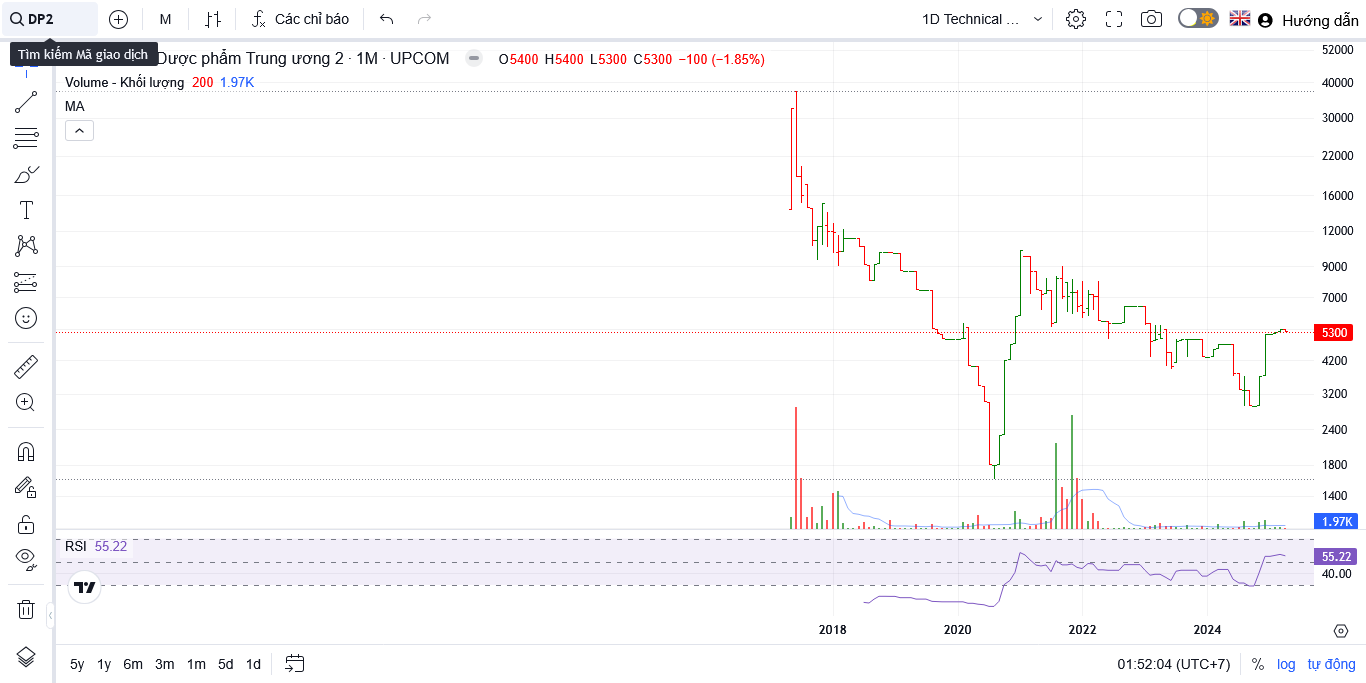 DP2
M
Các chỉ báo
1D Technical ...
Hướng dẫn
Tìm kiếm Mã giao dịch
Dược phẩm Trung ương 2 · 1M · UPCOM
O5400 H5400 L5300 C5300 −100 (−1.85%)
Volume - Khối lượng 200 1.97K
MA
52000
40000
30000
22000
16000
12000
9000
7000
5300
4200
3200
2400
1800
1400
1.97K
RSI 55.22
55.22
40.00
2018 2020 2022 2024
5y 1y 6m 3m 1m 5d 1d
01:52:04 (UTC+7) % log tự động